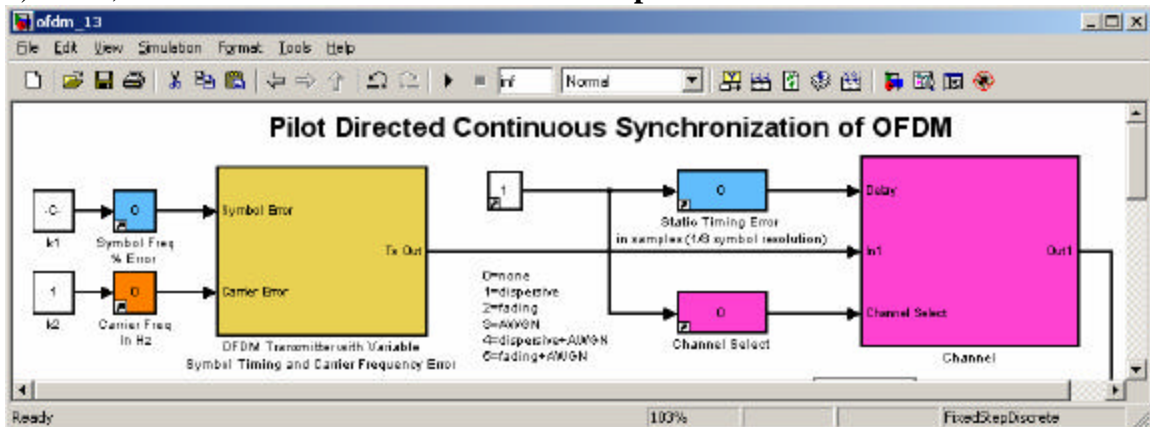 ofdm_13
File Edit View Simulation Format Tools Help
inf Normal
Pilot Directed Continuous Synchronization of OFDM
-C-
k1
0
Symbol Freq
% Error
1
k2
0
Carrier Freq
In Hz
Symbol Error
Carrier Error
Tx Out
OFDM Transmitter with Variable
Symbol Timing and Carrier Frequency Error
1
0
Static Timing Error
in samples (1/8 symbol resolution)
0=none
1=dispersive
2=fading
3=AWGN
4=dispersive+AWGN
5=fading+AWGN
0
Channel Select
Delay
In1
Channel Select
Out1
Channel
Ready 103% FixedStepDiscrete